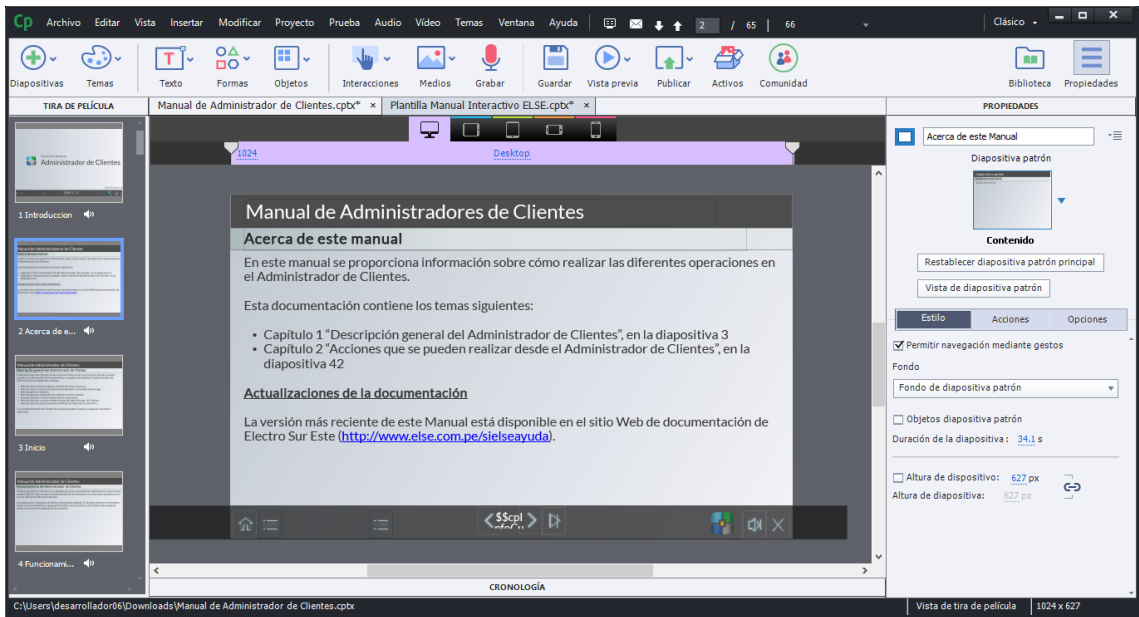 Cp Archivo Editar Vista Insertar Modificar Proyecto Prueba Audio Vídeo Temas Ventana Ayuda 2 / 65 66 Clásico
Diapositivas Temas Texto Formas Objetos Interacciones Medios Grabar Guardar Vista previa Publicar Activos Comunidad Biblioteca Propiedades
TIRA DE PELÍCULA
Manual de Administrador de Clientes.cptx* × Plantilla Manual Interactivo ELSE.cptx* ×
PROPIEDADES
Administrador de Clientes
1 Introduccion
2 Acerca de e...
3 Inicio
4 Funcionami...
1024 Desktop
Manual de Administradores de Clientes
Acerca de este manual
En este manual se proporciona información sobre cómo realizar las diferentes operaciones en
el Administrador de Clientes.
Esta documentación contiene los temas siguientes:
• Capítulo 1 “Descripción general del Administrador de Clientes”, en la diapositiva 3
• Capítulo 2 “Acciones que se pueden realizar desde el Administrador de Clientes”, en la
diapositiva 42
Actualizaciones de la documentación
La versión más reciente de este Manual está disponible en el sitio Web de documentación de
Electro Sur Este (http://www.else.com.pe/sielseayuda).
$$cpI
CRONOLOGÍA
Acerca de este Manual
Diapositiva patrón
Contenido
Restablecer diapositiva patrón principal
Vista de diapositiva patrón
Estilo Acciones Opciones
Permitir navegación mediante gestos
Fondo
Fondo de diapositiva patrón
Objetos diapositiva patrón
Duración de la diapositiva : 34.1 s
Altura de dispositivo: 627 px
Altura de diapositiva: 627 px
C:\Users\desarrollador06\Downloads\Manual de Administrador de Clientes.cptx
Vista de tira de película 1024 x 627